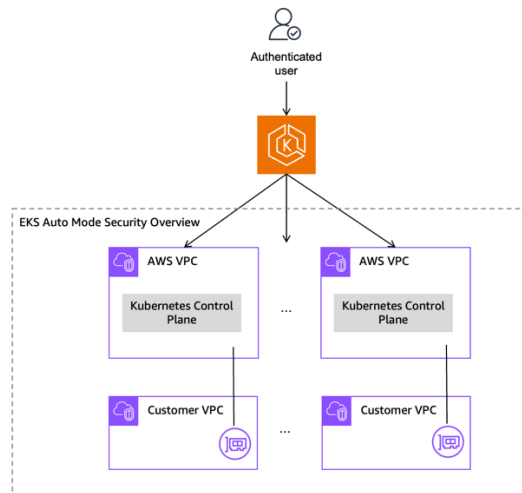 Authenticated
user
K
EKS Auto Mode Security Overview
AWS VPC
AWS VPC
Kubernetes Control
Plane
...
Kubernetes Control
Plane
Customer VPC
...
Customer VPC